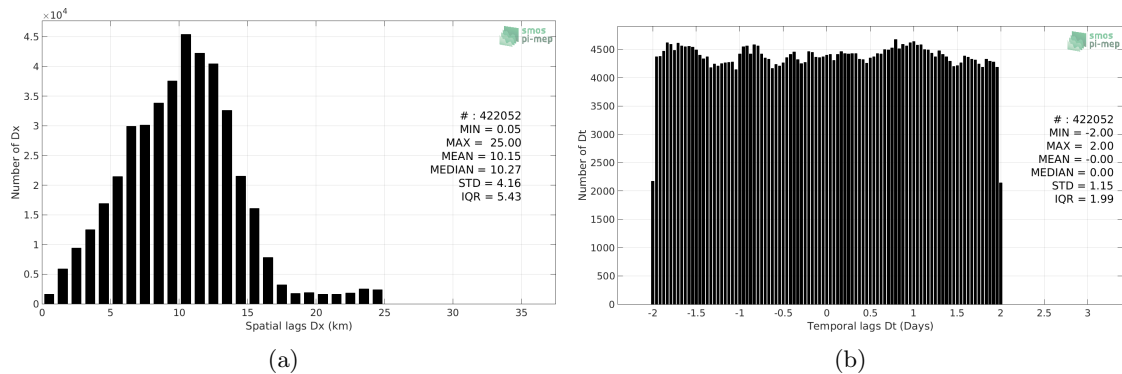 ×10⁴
4.5
4
3.5
3
2.5
2
1.5
1
0.5
0
Number of Dx
0 5 10 15 20 25 30 35
Spatial lags Dx (km)
smos
pi-mep
# : 422052
MIN = 0.05
MAX = 25.00
MEAN = 10.15
MEDIAN = 10.27
STD = 4.16
IQR = 5.43
(a)
4500
4000
3500
3000
2500
2000
1500
1000
500
0
Number of Dt
-2 -1.5 -1 -0.5 0 0.5 1 1.5 2 2.5 3
Temporal lags Dt (Days)
smos
pi-mep
# : 422052
MIN = -2.00
MAX = 2.00
MEAN = -0.00
MEDIAN = 0.00
STD = 1.15
IQR = 1.99
(b)